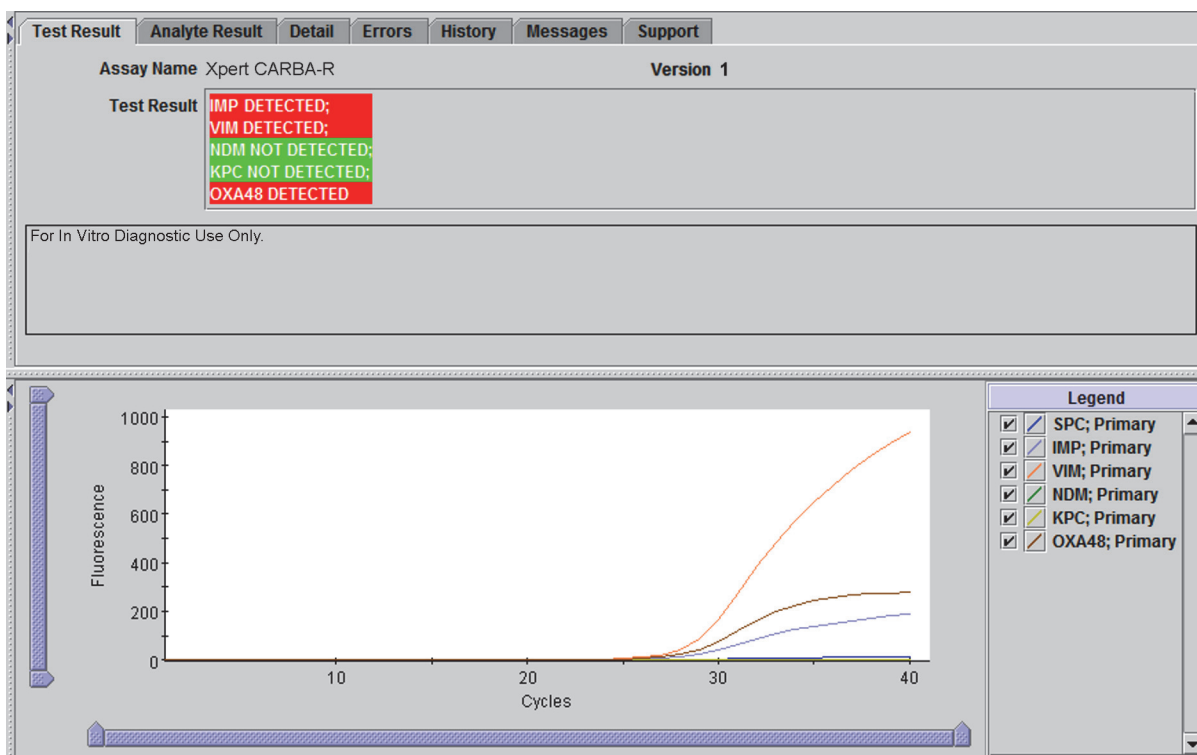 Test Result Analyte Result Detail Errors History Messages Support
Assay Name Xpert CARBA-R Version 1
Test Result IMP DETECTED;
VIM DETECTED;
NDM NOT DETECTED;
KPC NOT DETECTED;
OXA48 DETECTED
For In Vitro Diagnostic Use Only.
1000
800
600
400
200
0
Fluorescence
10 20 30 40
Cycles
Legend
SPC; Primary
IMP; Primary
VIM; Primary
NDM; Primary
KPC; Primary
OXA48; Primary